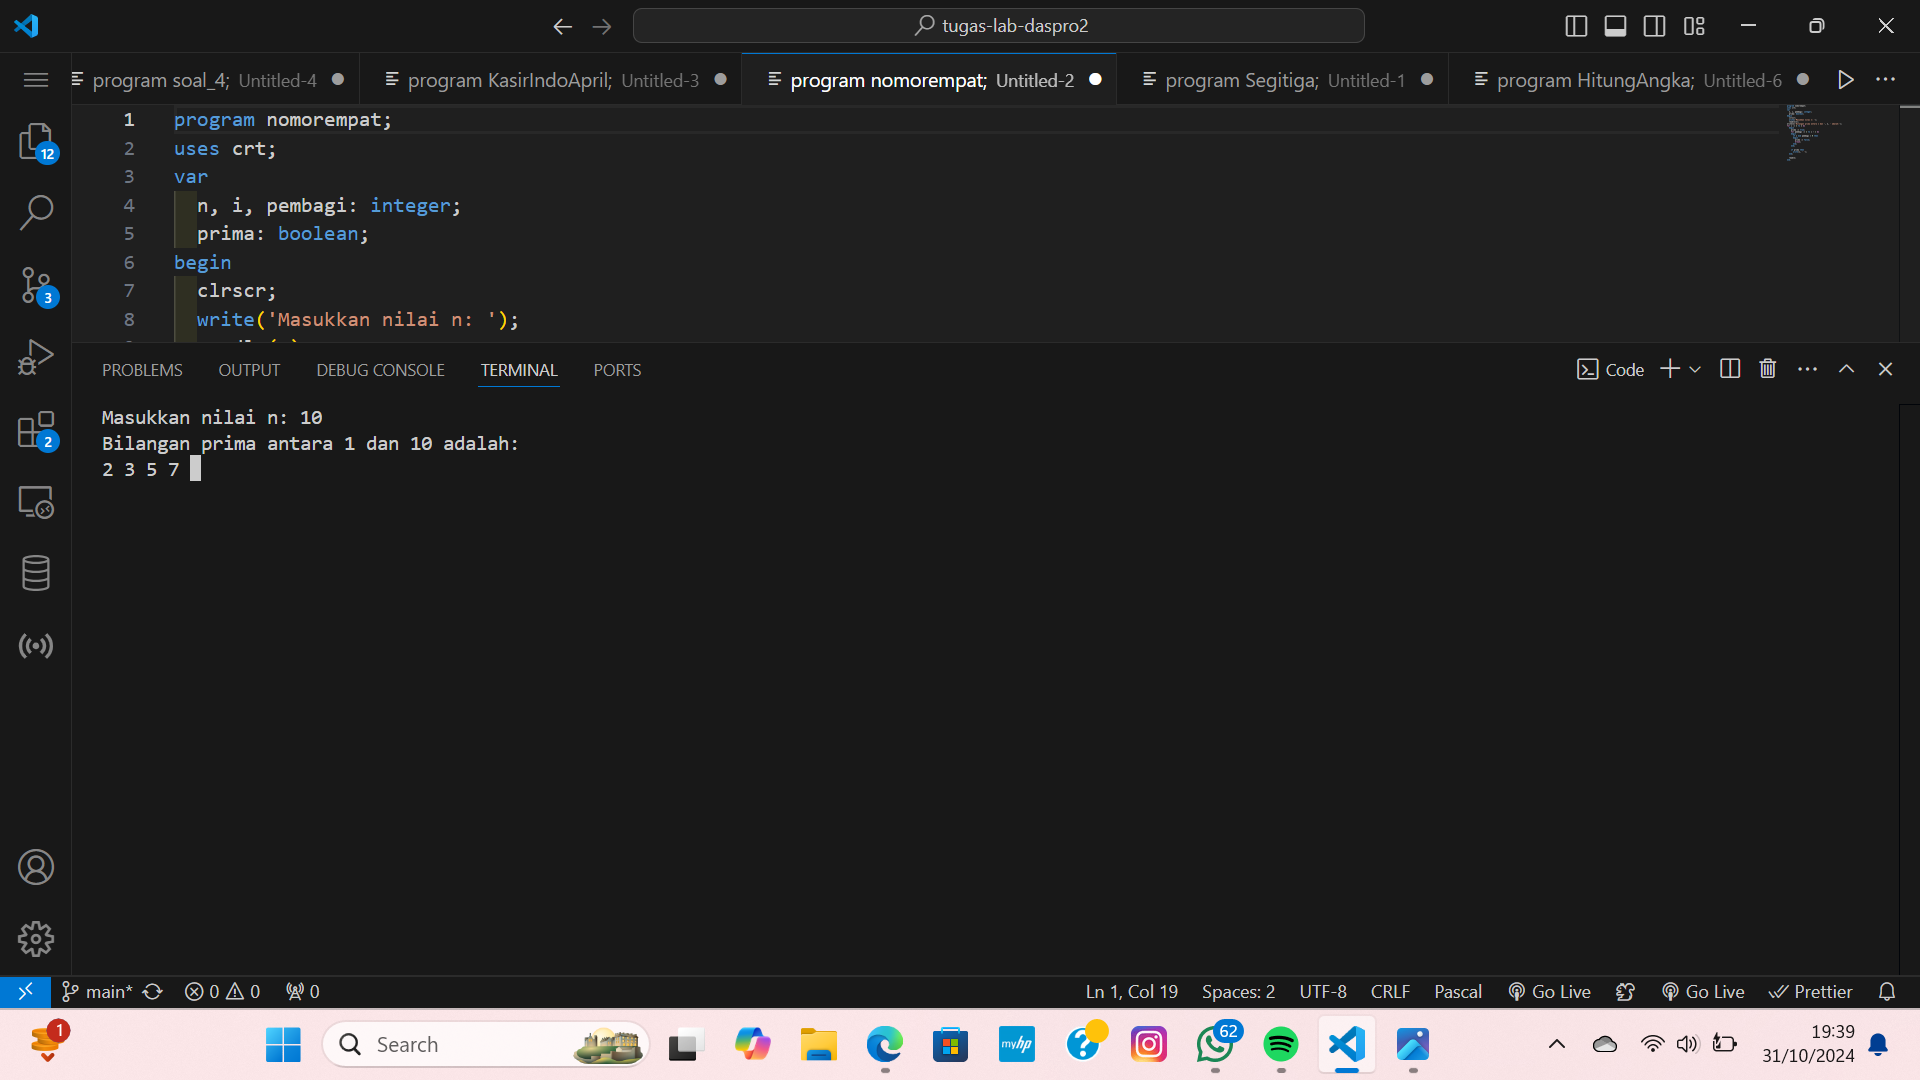 tugas-lab-daspro2
program soal_4; Untitled-4
program KasirIndoApril; Untitled-3
program nomorempat; Untitled-2
program Segitiga; Untitled-1
program HitungAngka; Untitled-6
12
3
2
1 program nomorempat;
2 uses crt;
3 var
4 n, i, pembagi: integer;
5 prima: boolean;
6 begin
7 clrscr;
8 write('Masukkan nilai n: ');
PROBLEMS OUTPUT DEBUG CONSOLE TERMINAL PORTS
Code
Masukkan nilai n: 10
Bilangan prima antara 1 dan 10 adalah:
2 3 5 7
main* 0 0 0
Ln 1, Col 19 Spaces: 2 UTF-8 CRLF Pascal Go Live Go Live Prettier
1
Search
myhp
62
19:39
31/10/2024